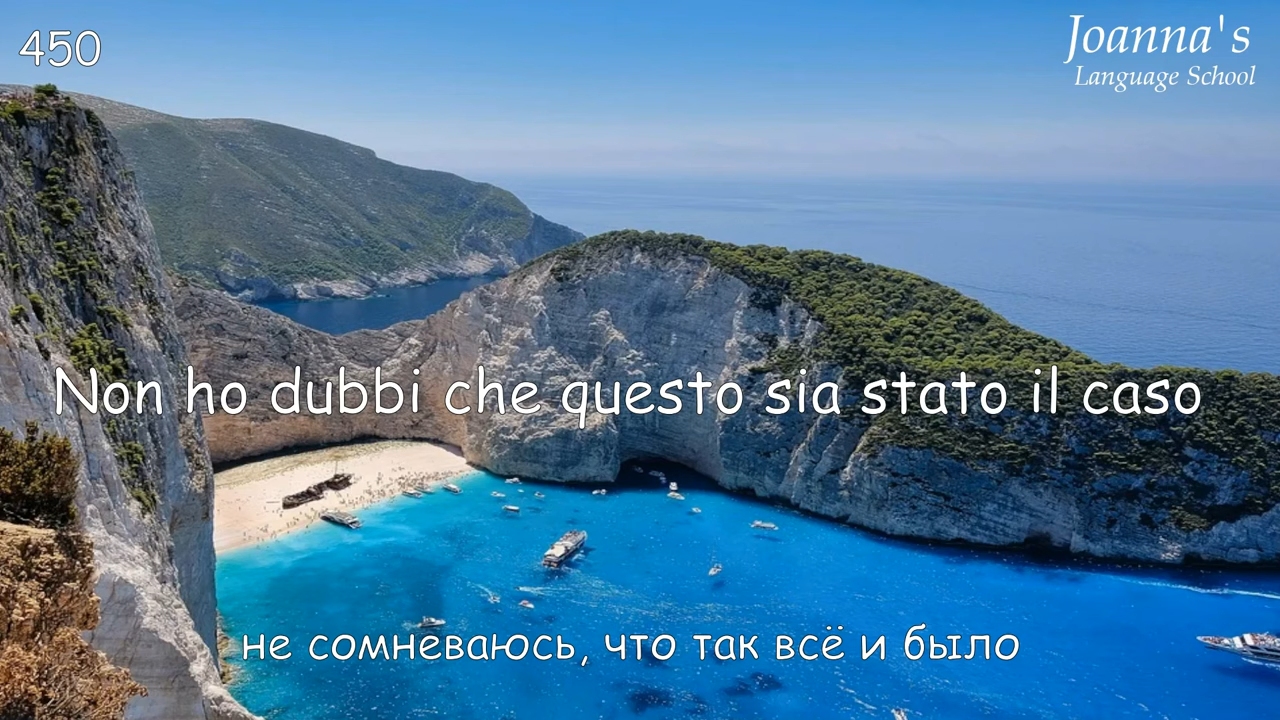 450
Joanna's
Language School
Non ho dubbi che questo sia stato il caso
не сомневаюсь, что так всё и было